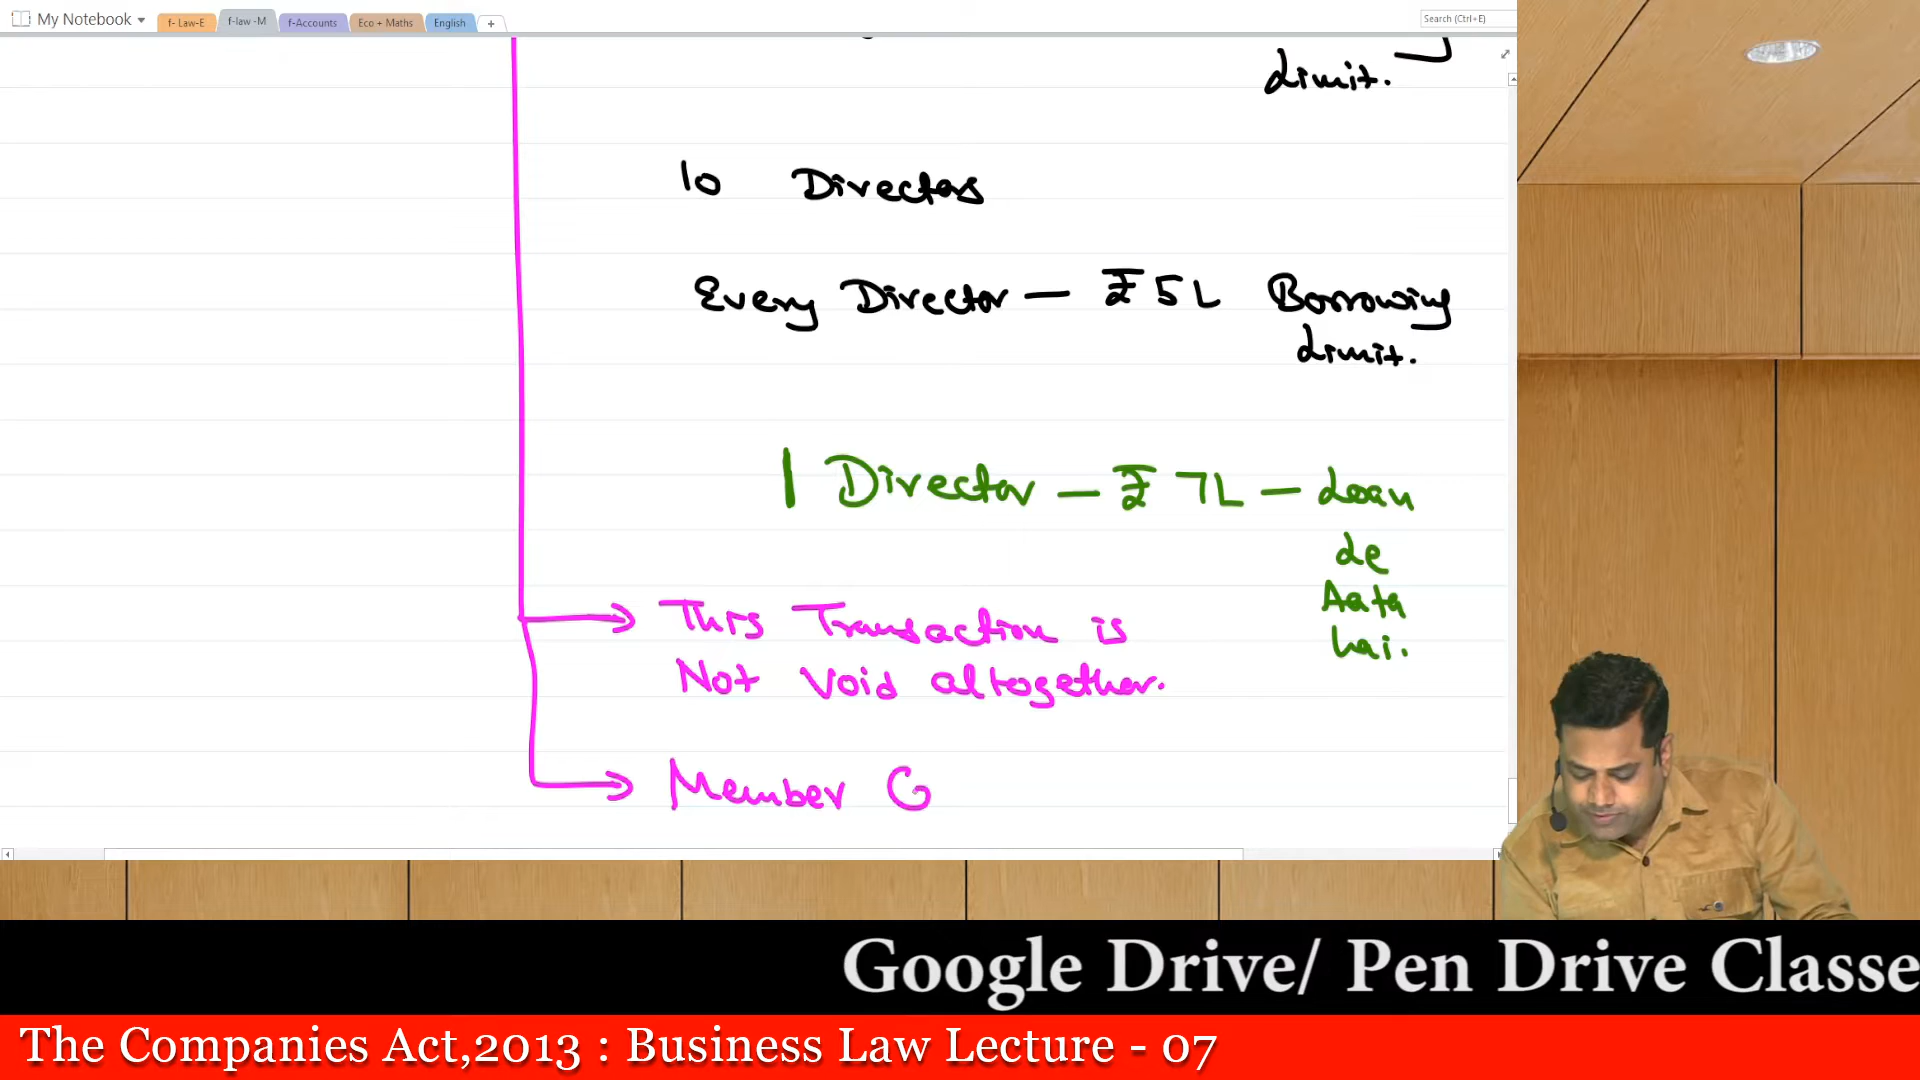 My Notebook
f- Law-E
f-law -M
f-Accounts
Eco + Maths
English
+
Search (Ctrl+E)
Limit.
10 Directors
Every Director — ₹ 5 L Borrowing
Limit.
1 Director — ₹ 7L — Loan
le
Aata
hai.
This Transaction is
Not Void altogether.
Member C
Google Drive/ Pen Drive Classe
The Companies Act,2013 : Business Law Lecture - 07